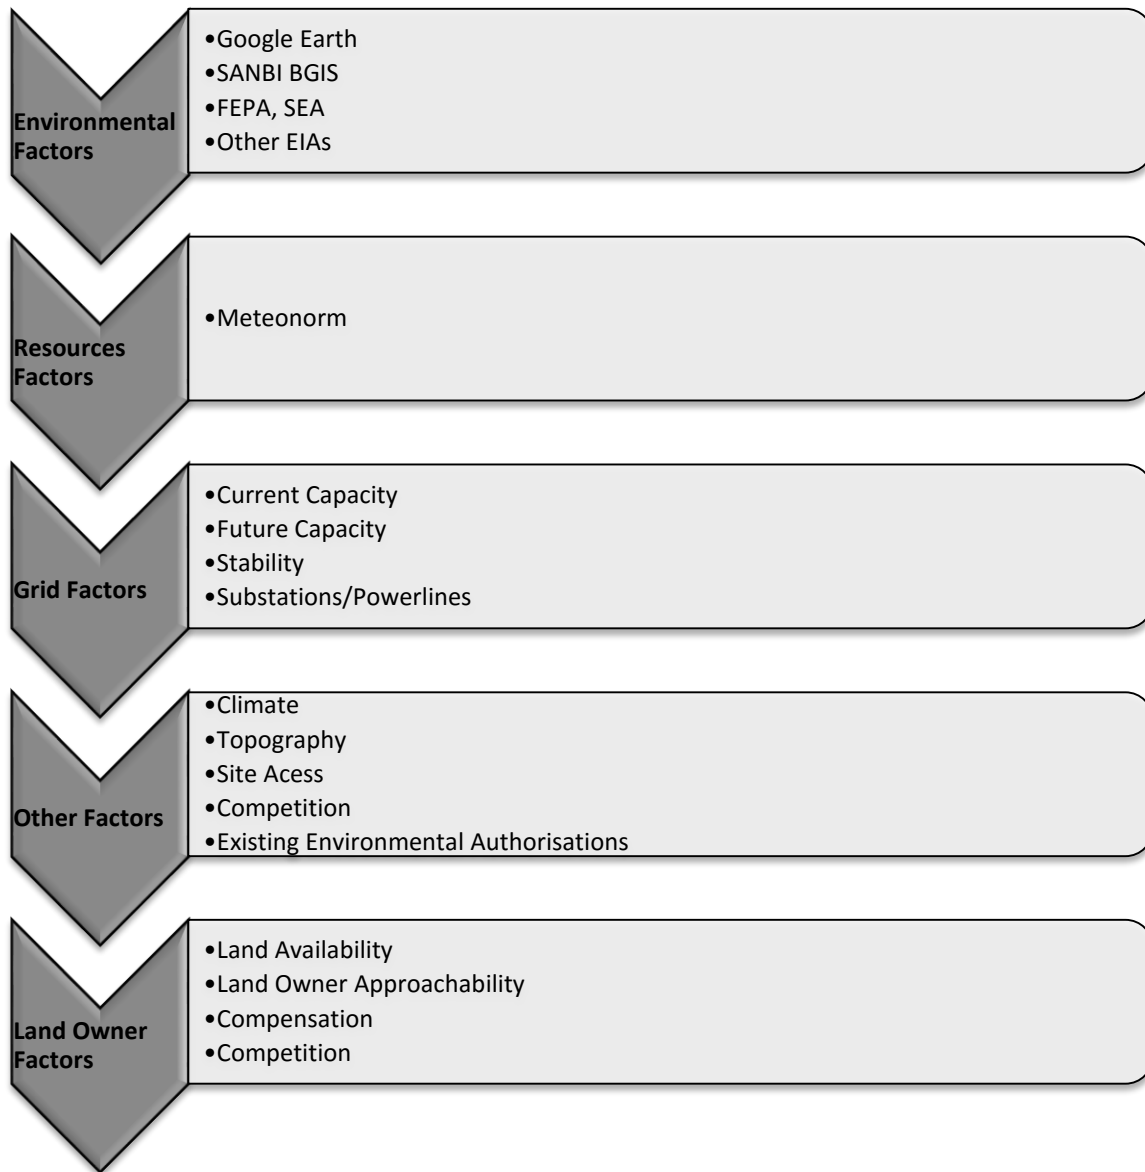 Environmental
Factors
•Google Earth
•SANBI BGIS
•FEPA, SEA
•Other EIAs
Resources
Factors
•Meteonorm
Grid Factors
•Current Capacity
•Future Capacity
•Stability
•Substations/Powerlines
Other Factors
•Climate
•Topography
•Site Acess
•Competition
•Existing Environmental Authorisations
Land Owner
Factors
•Land Availability
•Land Owner Approachability
•Compensation
•Competition